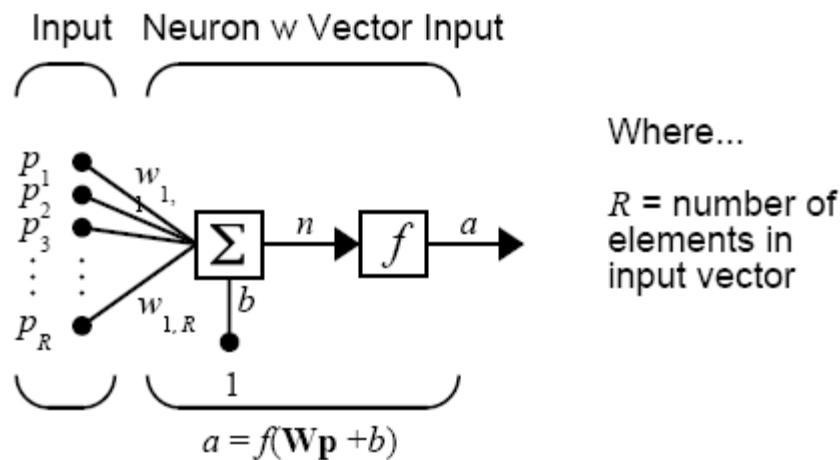 Input Neuron w Vector Input
p1 w1, 1
p2
p3
Σ n f a
b
pR w1, R
1
a = f(Wp +b)
Where...
R = number of
elements in
input vector